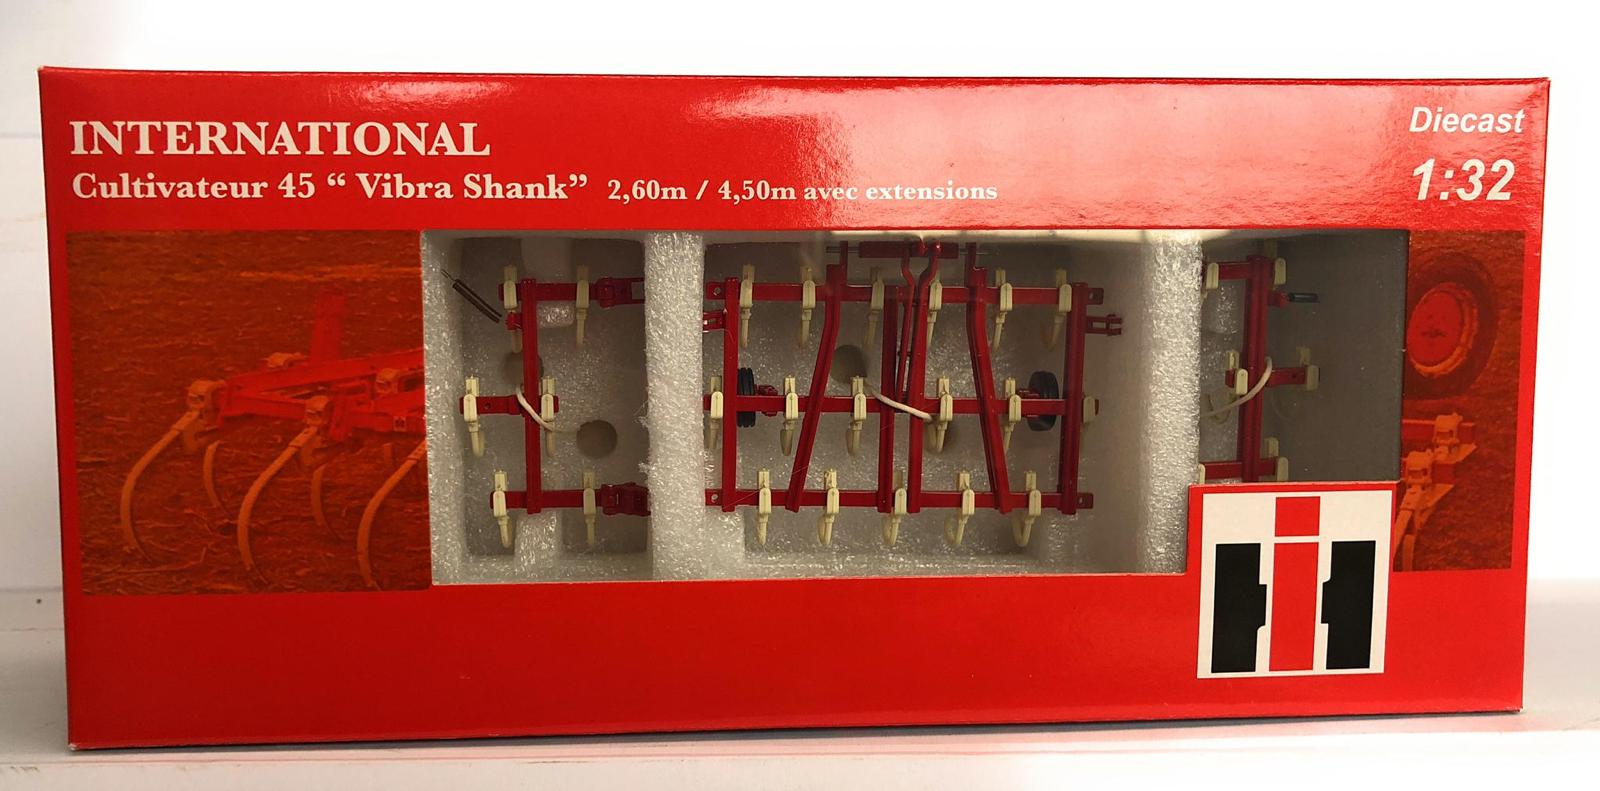 INTERNATIONAL
Cultivateur 45 “ Vibra Shank” 2,60m / 4,50m avec extensions
Diecast
1:32